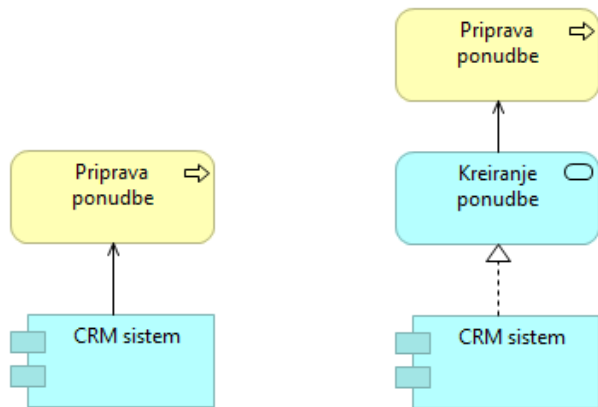 Priprava
ponudbe
CRM sistem
Priprava
ponudbe
Kreiranje
ponudbe
CRM sistem